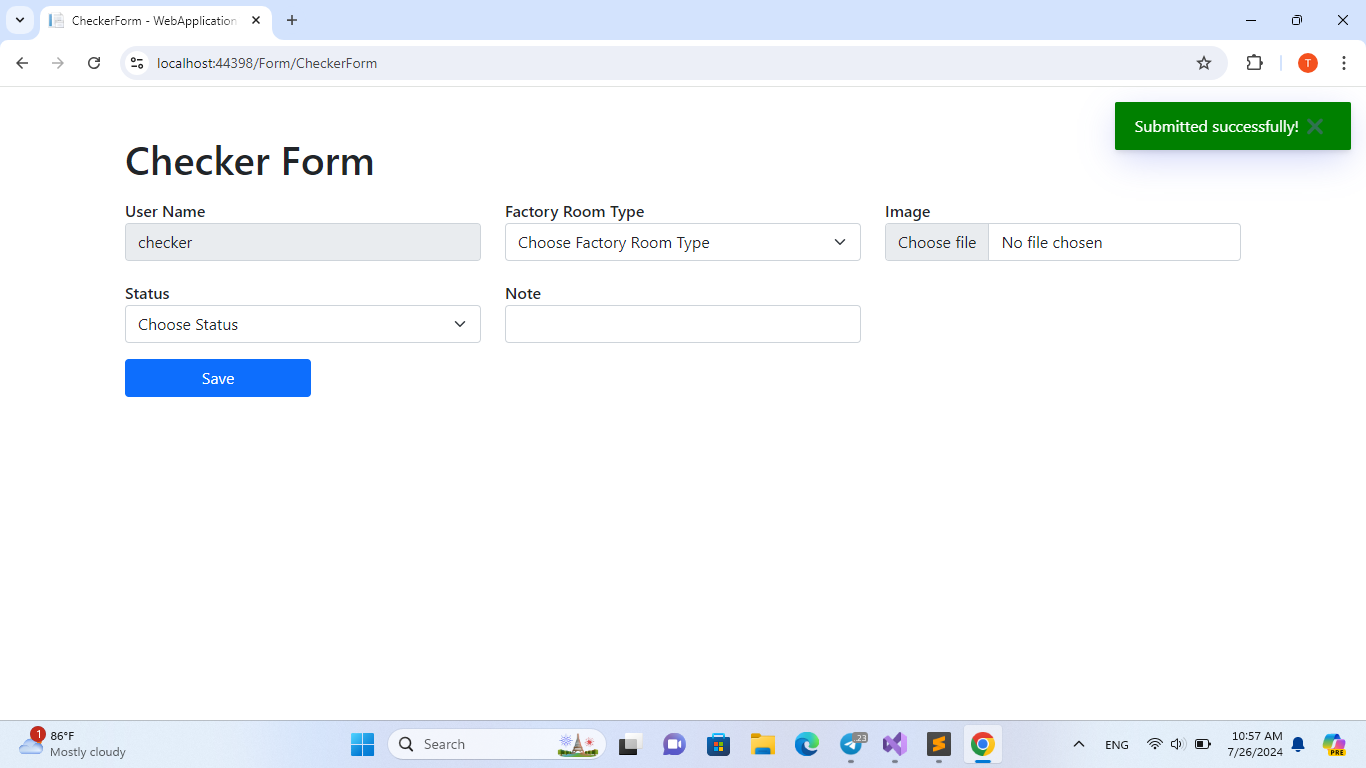 CheckerForm - WebApplication
localhost:44398/Form/CheckerForm
T
Submitted successfully!
Checker Form
User Name
Factory Room Type
Image
checker
Choose Factory Room Type
Choose file
No file chosen
Status
Note
Choose Status
Save
1
86°F
Mostly cloudy
Search
23
ENG
10:57 AM
7/26/2024
PRE